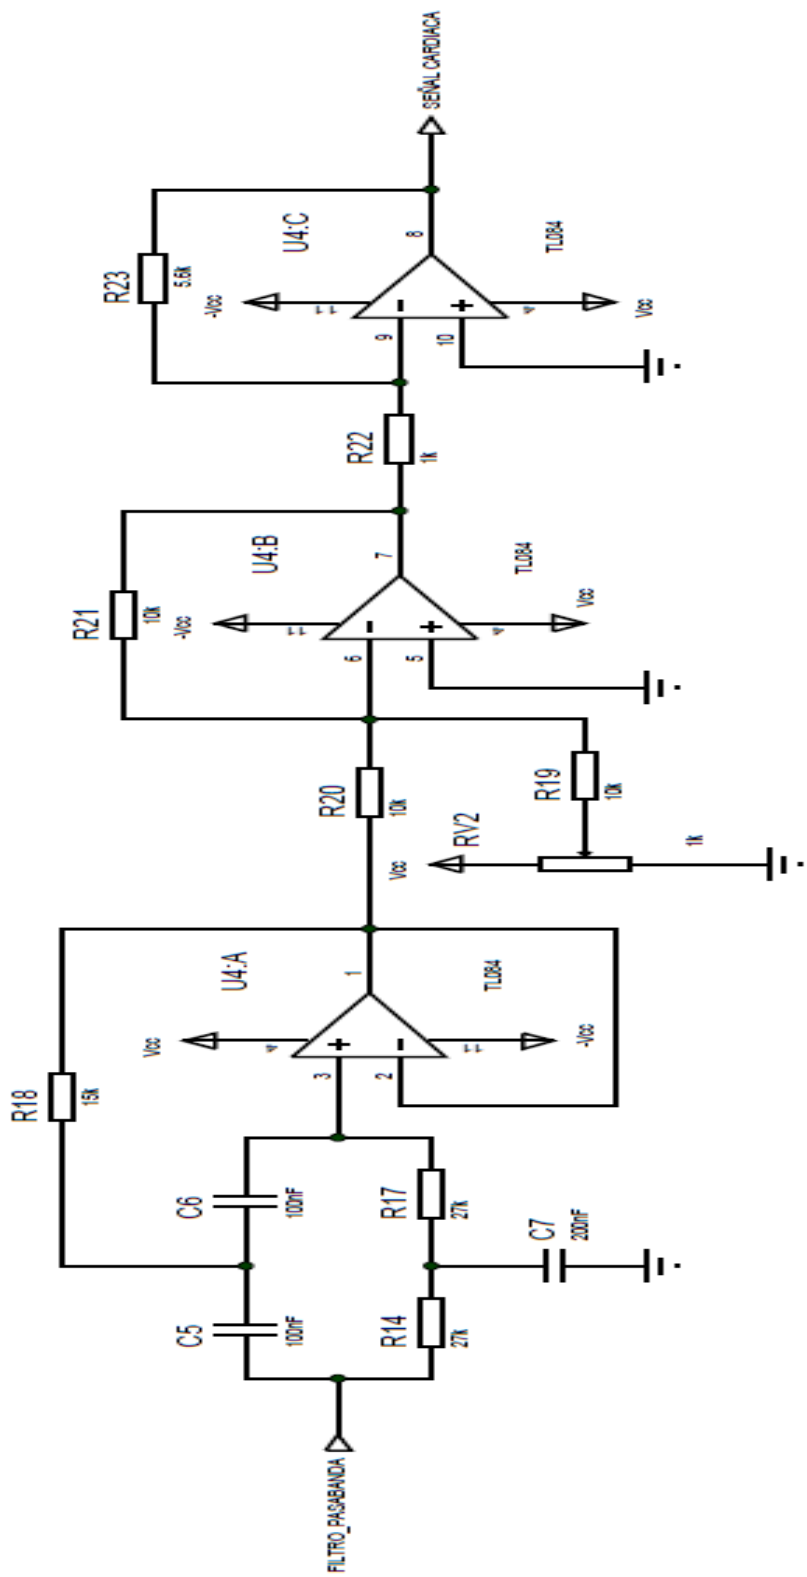 FILTRO_PASABANDA
C5
100nF
C6
100nF
R14
27k
R17
27k
C7
200nF
R18
15k
3
2
1
U4:A
TL084
Vcc
-Vcc
R20
10k
Vcc
RV2
1k
R19
10k
R21
10k
6
5
7
U4:B
TL084
-Vcc
Vcc
R22
1k
R23
5.6k
9
10
8
U4:C
TL084
-Vcc
Vcc
SEÑAL CARDIACA